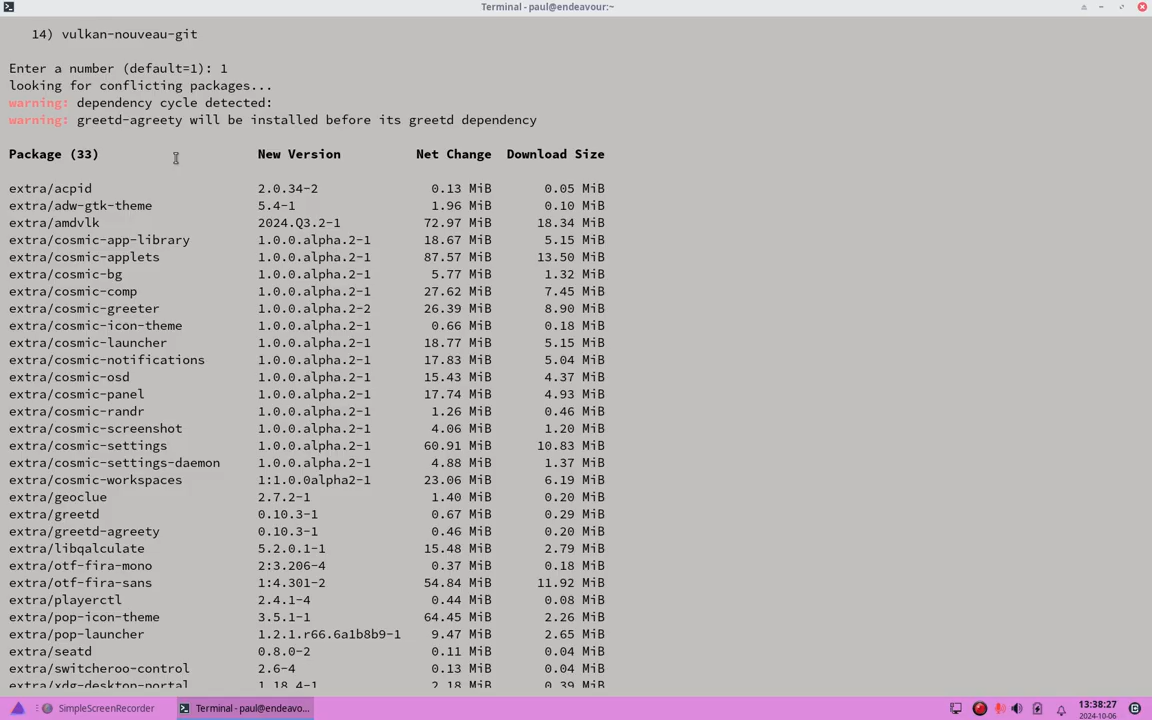 Terminal - paul@endeavour:~
14) vulkan-nouveau-git
Enter a number (default=1): 1
looking for conflicting packages...
warning: dependency cycle detected:
warning: greetd-agreety will be installed before its greetd dependency
Package (33) New Version Net Change Download Size
extra/acpid 2.0.34-2 0.13 MiB 0.05 MiB
extra/adw-gtk-theme 5.4-1 1.96 MiB 0.10 MiB
extra/amdvlk 2024.Q3.2-1 72.97 MiB 18.34 MiB
extra/cosmic-app-library 1.0.0.alpha.2-1 18.67 MiB 5.15 MiB
extra/cosmic-applets 1.0.0.alpha.2-1 87.57 MiB 13.50 MiB
extra/cosmic-bg 1.0.0.alpha.2-1 5.77 MiB 1.32 MiB
extra/cosmic-comp 1.0.0.alpha.2-1 27.62 MiB 7.45 MiB
extra/cosmic-greeter 1.0.0.alpha.2-2 26.39 MiB 8.90 MiB
extra/cosmic-icon-theme 1.0.0.alpha.2-1 0.66 MiB 0.18 MiB
extra/cosmic-launcher 1.0.0.alpha.2-1 18.77 MiB 5.15 MiB
extra/cosmic-notifications 1.0.0.alpha.2-1 17.83 MiB 5.04 MiB
extra/cosmic-osd 1.0.0.alpha.2-1 15.43 MiB 4.37 MiB
extra/cosmic-panel 1.0.0.alpha.2-1 17.74 MiB 4.93 MiB
extra/cosmic-randr 1.0.0.alpha.2-1 1.26 MiB 0.46 MiB
extra/cosmic-screenshot 1.0.0.alpha.2-1 4.06 MiB 1.20 MiB
extra/cosmic-settings 1.0.0.alpha.2-1 60.91 MiB 10.83 MiB
extra/cosmic-settings-daemon 1.0.0.alpha.2-1 4.88 MiB 1.37 MiB
extra/cosmic-workspaces 1:1.0.0alpha2-1 23.06 MiB 6.19 MiB
extra/geoclue 2.7.2-1 1.40 MiB 0.20 MiB
extra/greetd 0.10.3-1 0.67 MiB 0.29 MiB
extra/greetd-agreety 0.10.3-1 0.46 MiB 0.20 MiB
extra/libqalculate 5.2.0.1-1 15.48 MiB 2.79 MiB
extra/otf-fira-mono 2:3.206-4 0.37 MiB 0.18 MiB
extra/otf-fira-sans 1:4.301-2 54.84 MiB 11.92 MiB
extra/playerctl 2.4.1-4 0.44 MiB 0.08 MiB
extra/pop-icon-theme 3.5.1-1 64.45 MiB 2.26 MiB
extra/pop-launcher 1.2.1.r66.6a1b8b9-1 9.47 MiB 2.65 MiB
extra/seatd 0.8.0-2 0.11 MiB 0.04 MiB
extra/switcheroo-control 2.6-4 0.13 MiB 0.04 MiB
extra/xdg-desktop-portal 1.18.4-1 2.18 MiB 0.39 MiB
SimpleScreenRecorder
Terminal - paul@endeavo...
13:38:27
2024-10-06